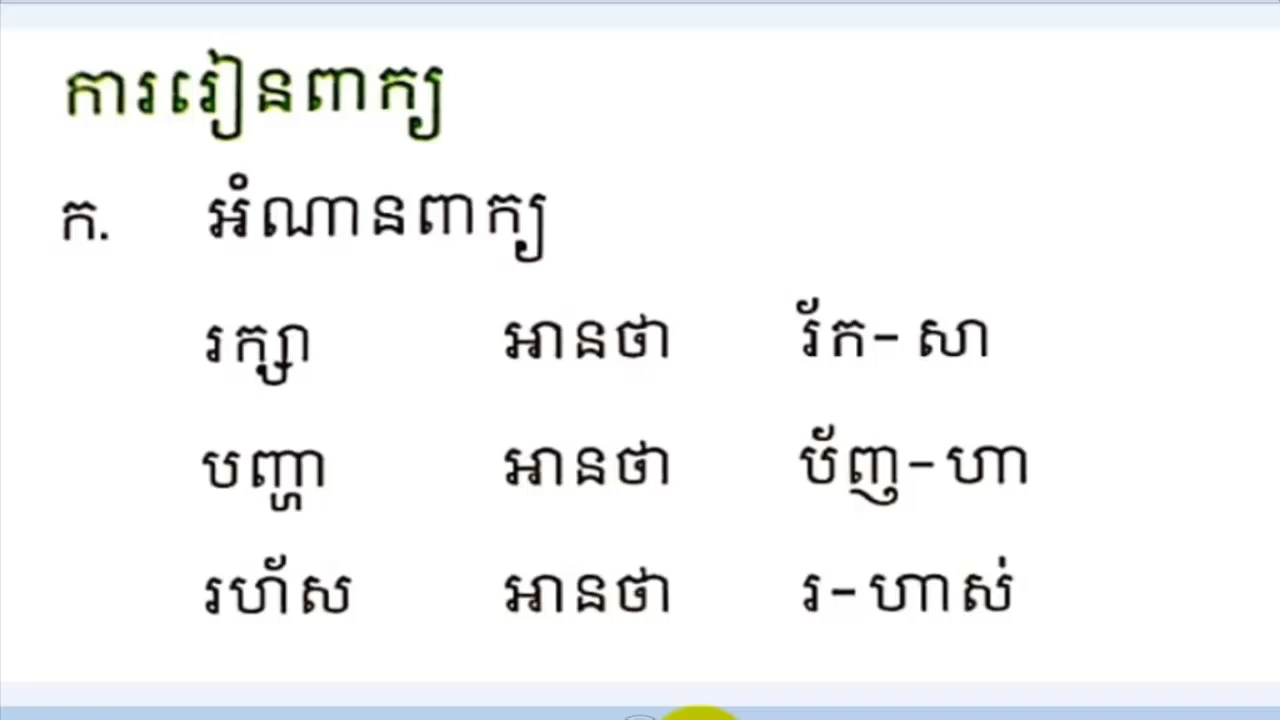 ការរៀនពាក្យ
ក. អំណានពាក្យ
រក្សា អានថា រ័ក- សា
បញ្ហា អានថា ប័ញ-ហា
រហ័ស អានថា រ-ហាស់